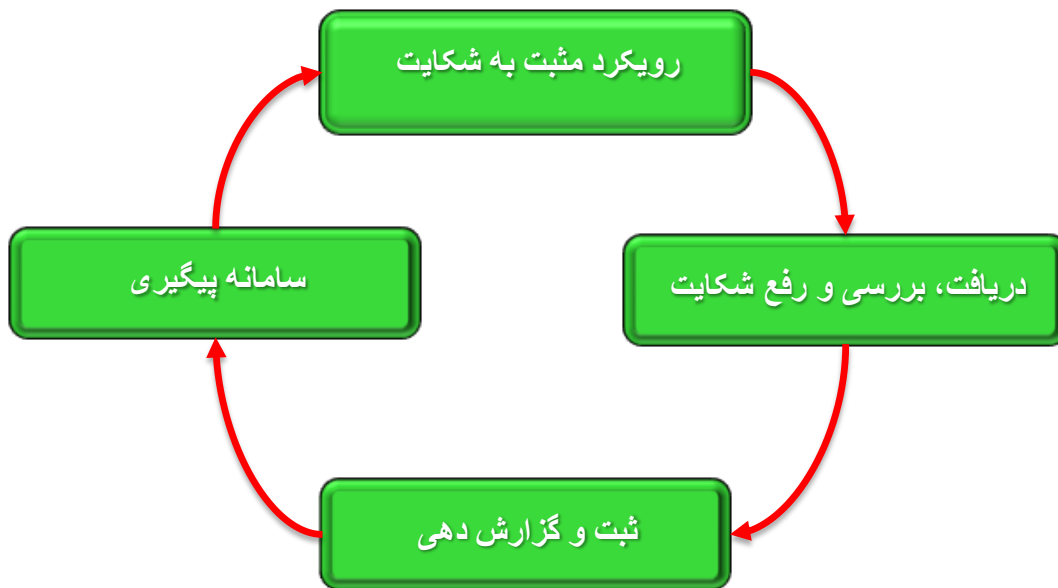 رویکرد مثبت به شکایت
دریافت، بررسی و رفع شکایت
ثبت و گزارش دهی
سامانه پیگیری